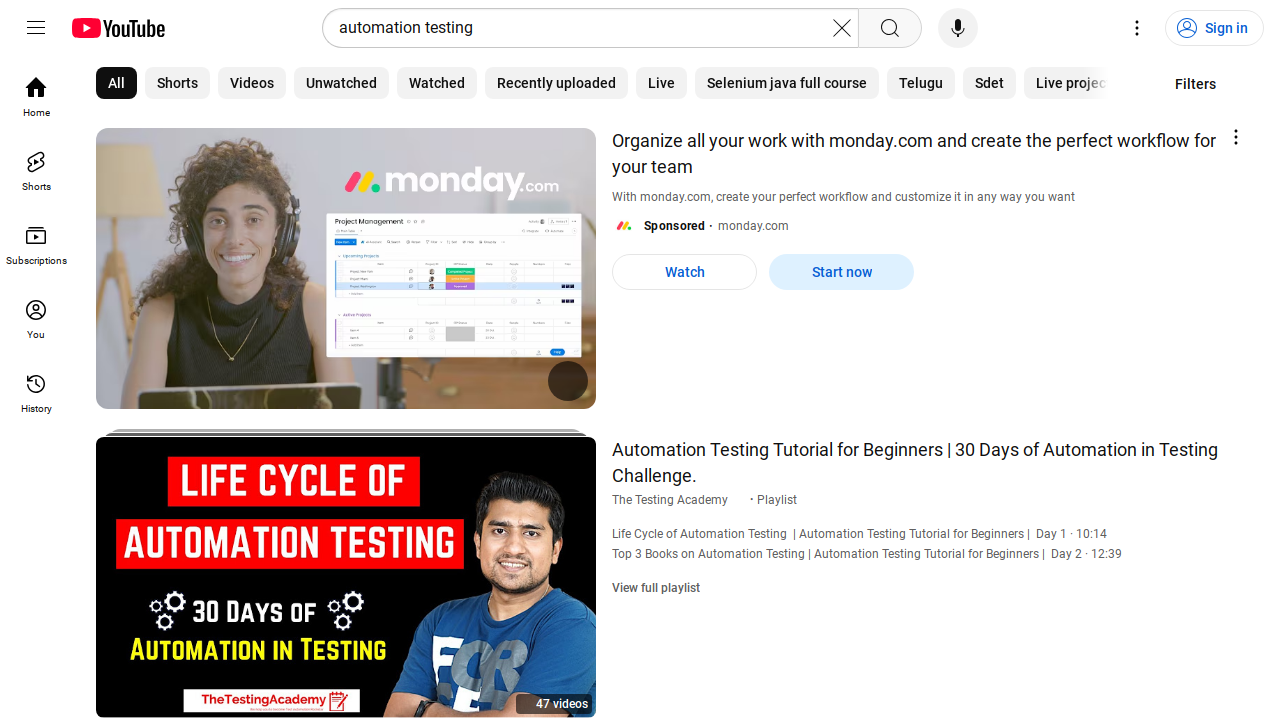 YouTube
automation testing
Sign in
All
Shorts
Videos
Unwatched
Watched
Recently uploaded
Live
Selenium java full course
Telugu
Sdet
Live projec
Filters
Home
Shorts
Subscriptions
You
History
monday.com
Project Management
Organize all your work with monday.com and create the perfect workflow for
your team
With monday.com, create your perfect workflow and customize it in any way you want
Sponsored · monday.com
Watch
Start now
LIFE CYCLE OF
AUTOMATION TESTING
30 DAYS OF
AUTOMATION IN TESTING
TheTestingAcademy
47 videos
Automation Testing Tutorial for Beginners | 30 Days of Automation in Testing
Challenge.
The Testing Academy · Playlist
Life Cycle of Automation Testing | Automation Testing Tutorial for Beginners | Day 1 · 10:14
Top 3 Books on Automation Testing | Automation Testing Tutorial for Beginners | Day 2 · 12:39
View full playlist